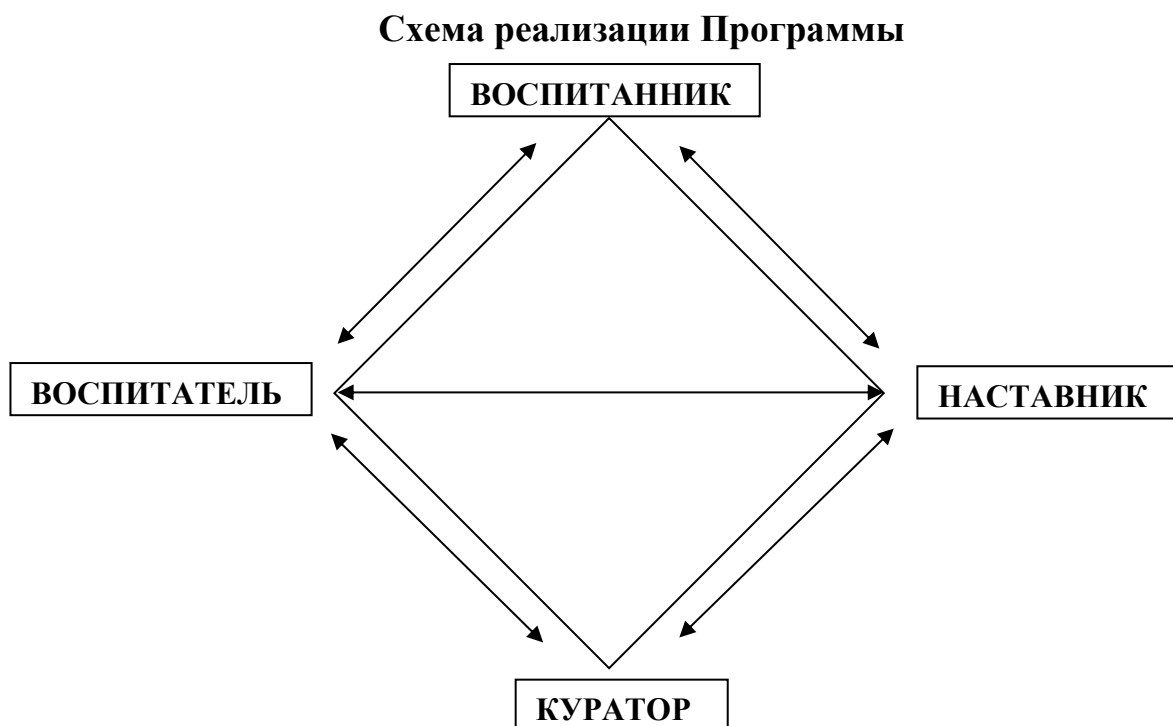 Схема реализации Программы
ВОСПИТАННИК
ВОСПИТАТЕЛЬ
НАСТАВНИК
КУРАТОР